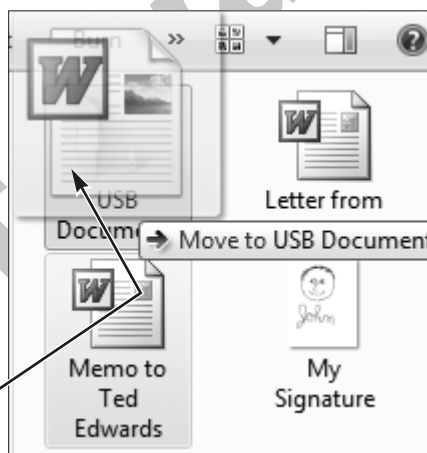 Burn »
W
W
USB
Letter from
Docum
Move to USB Document
W
John
Memo to
Ted
Edwards
My
Signature